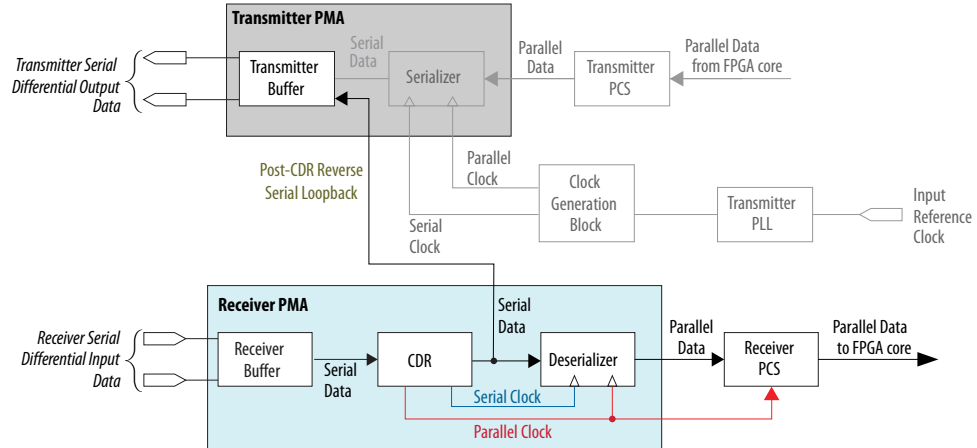 Transmitter PMA
Transmitter Serial
Differential Output
Data
Transmitter
Buffer
Serial
Data
Serializer
Parallel
Data
Transmitter
PCS
Parallel Data
from FPGA core
Post-CDR Reverse
Serial Loopback
Parallel
Clock
Serial
Clock
Clock
Generation
Block
Transmitter
PLL
Input
Reference
Clock
Receiver PMA
Receiver Serial
Differential Input
Data
Receiver
Buffer
Serial
Data
CDR
Serial
Data
Deserializer
Parallel
Data
Receiver
PCS
Parallel Data
to FPGA core
Serial Clock
Parallel Clock